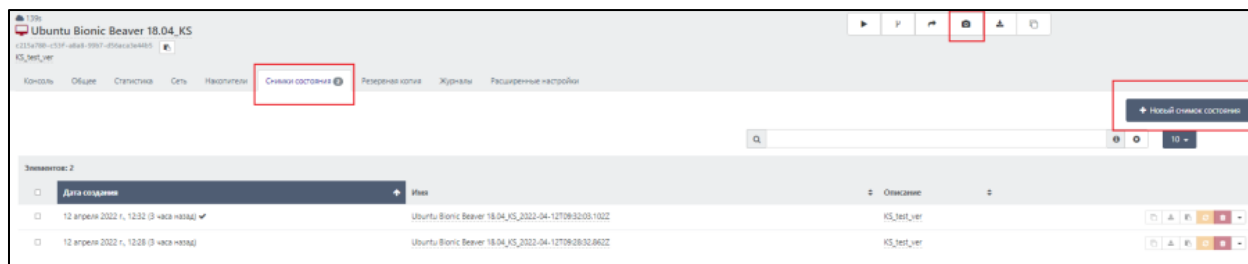 139s
Ubuntu Bionic Beaver 18.04_KS
KS_test_ver
Консоль Общее Статистика Сеть Накопители Снимки состояния 2 Резервная копия Журналы Расширенные настройки
+ Новый снимок состояния
10
Элементов: 2
Дата создания Имя Описание
12 апреля 2022 г., 12:32 (3 часа назад) Ubuntu Bionic Beaver 18.04_KS_2022-04-12T09:32:03.102Z KS_test_ver
12 апреля 2022 г., 12:28 (3 часа назад) Ubuntu Bionic Beaver 18.04_KS_2022-04-12T09:28:32.862Z KS_test_ver